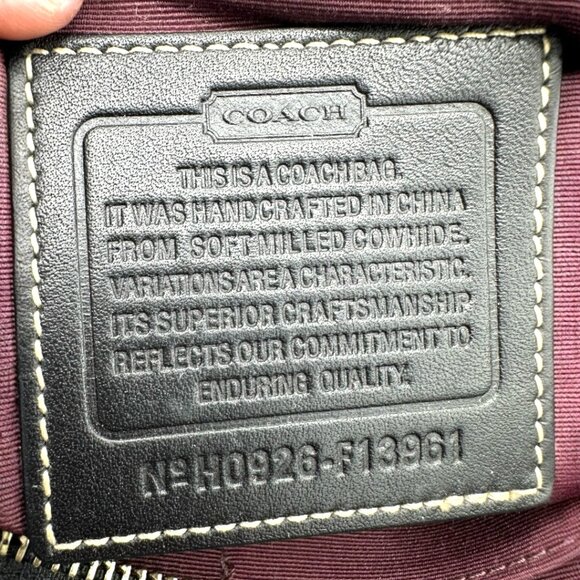 COACH
THIS IS A COACH BAG.
IT WAS HANDCRAFTED IN CHINA
FROM SOFT MILLED COWHIDE.
VARIATIONS ARE A CHARACTERISTIC.
ITS SUPERIOR CRAFTSMANSHIP
REFLECTS OUR COMMITMENT TO
ENDURING QUALITY.
Nº H0926-F13961